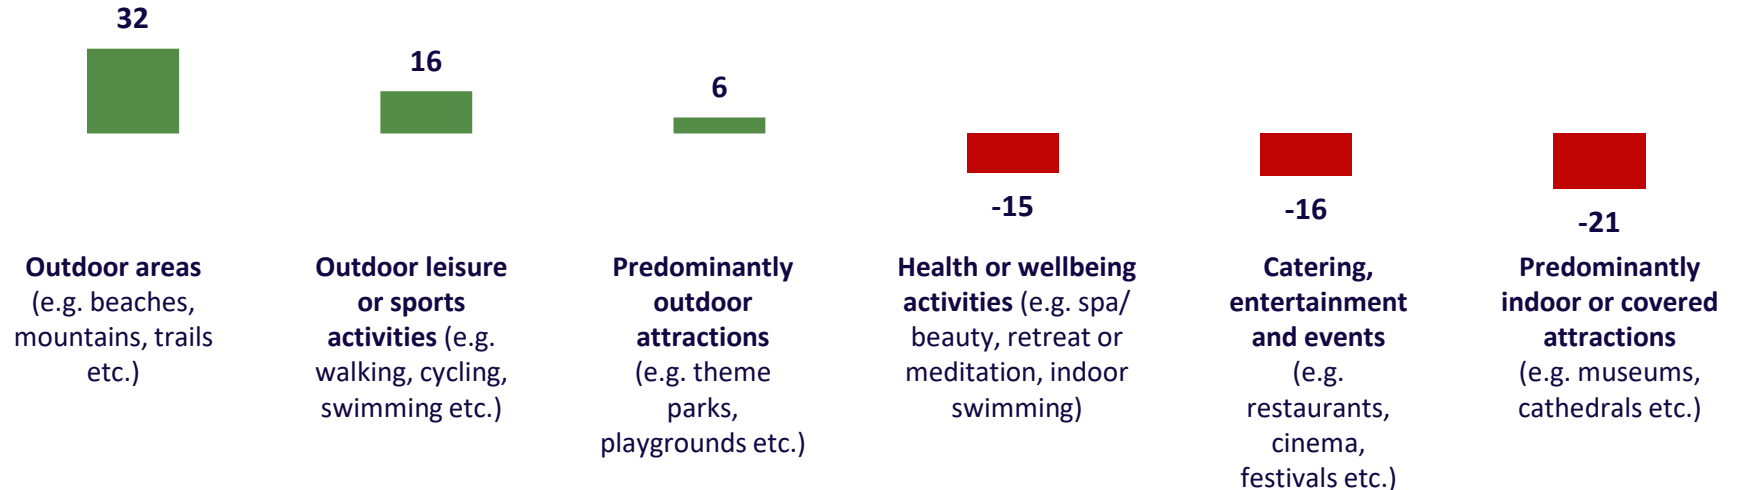 32
16
6
-15
-16
-21
Outdoor areas
(e.g. beaches,
mountains, trails
etc.)
Outdoor leisure
or sports
activities (e.g.
walking, cycling,
swimming etc.)
Predominantly
outdoor
attractions
(e.g. theme
parks,
playgrounds etc.)
Health or wellbeing
activities (e.g. spa/
beauty, retreat or
meditation, indoor
swimming)
Catering,
entertainment
and events
(e.g.
restaurants,
cinema,
festivals etc.)
Predominantly
indoor or covered
attractions
(e.g. museums,
cathedrals etc.)